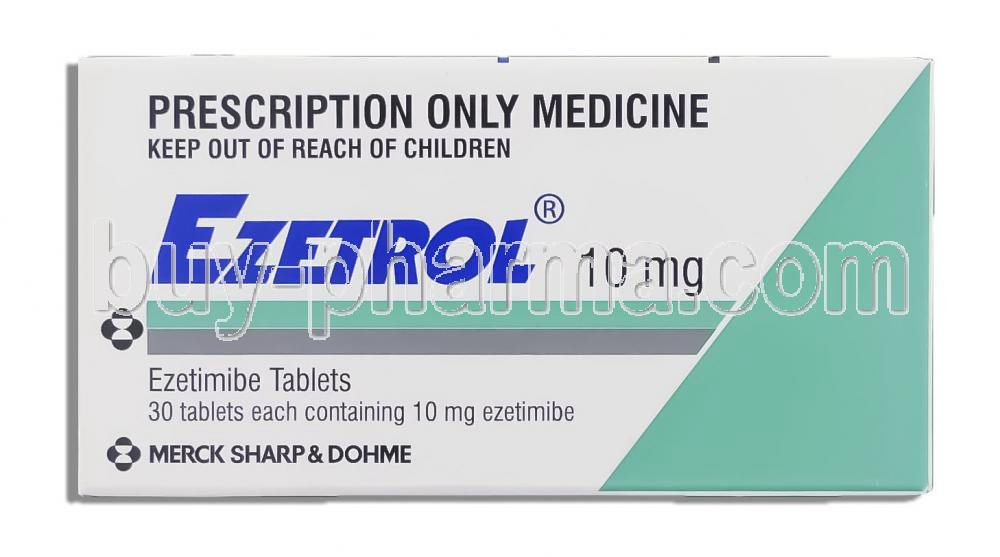 PRESCRIPTION ONLY MEDICINE
KEEP OUT OF REACH OF CHILDREN
EZETROL® 10 mg
buy-pharma.com
Ezetimibe Tablets
30 tablets each containing 10 mg ezetimibe
MERCK SHARP & DOHME